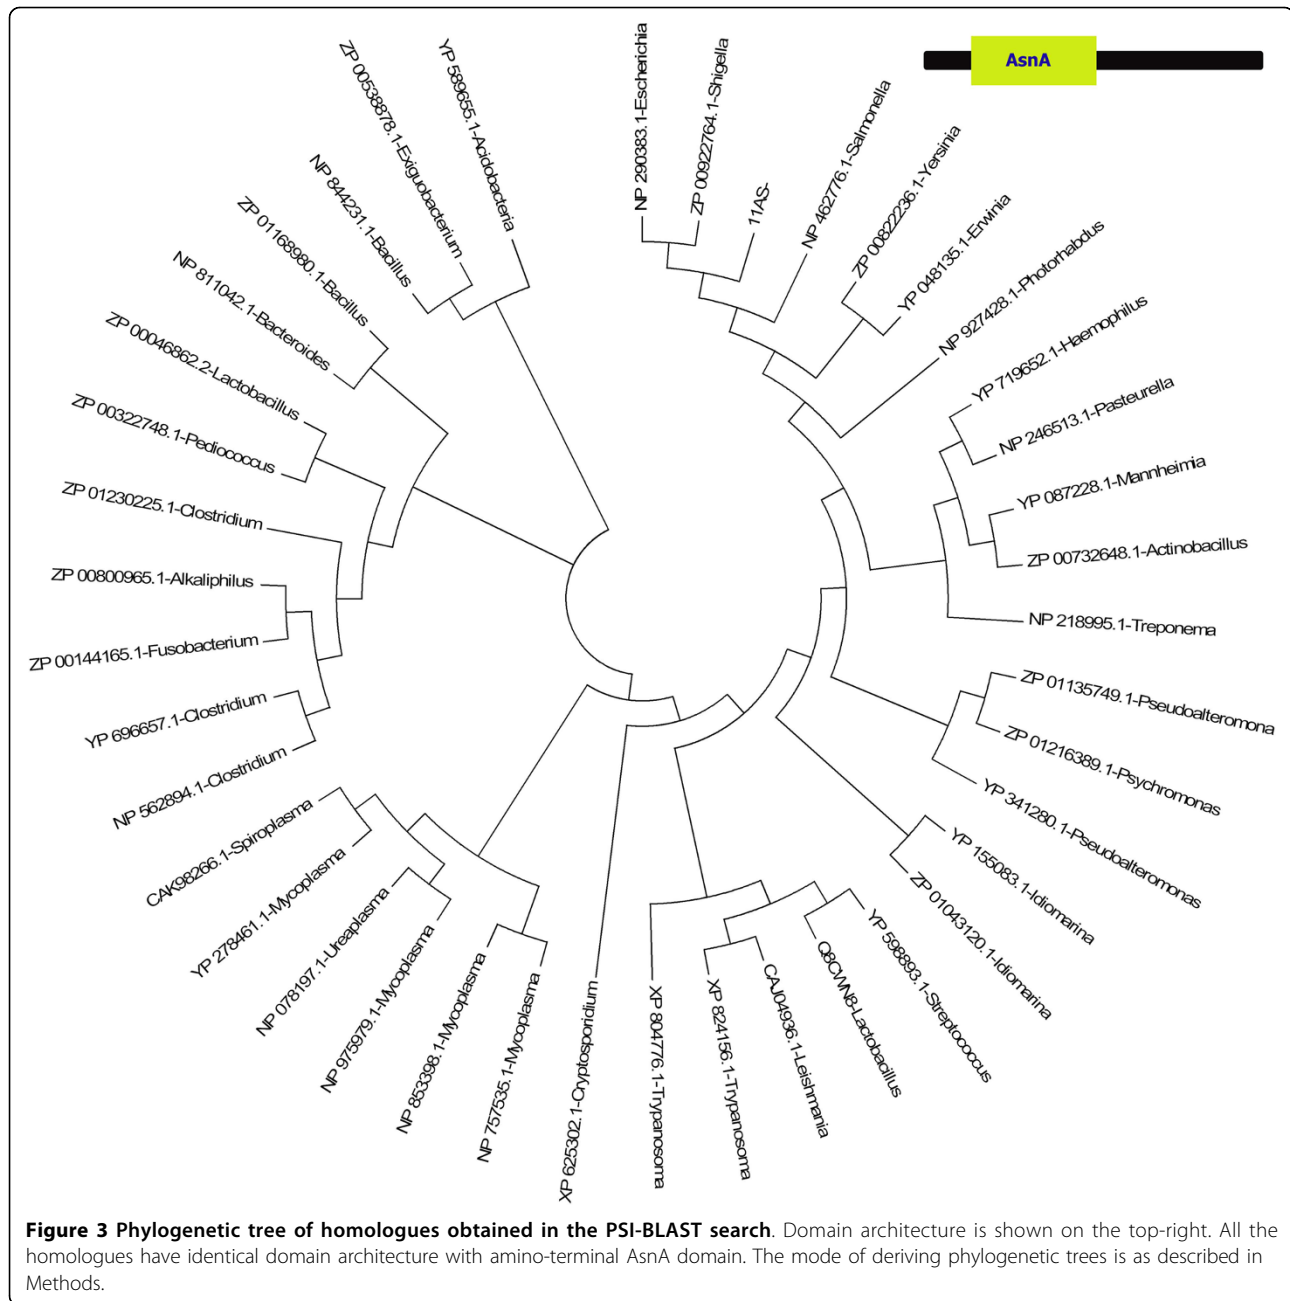 AsnA
NP 290383.1-Escherichia
ZP 00922764.1-Shigella
11AS-
NP 462776.1-Salmonella
ZP 00822236.1-Yersinia
YP 048135.1-Erwinia
NP 927428.1-Photorhabdus
YP 719652.1-Haemophilus
NP 246513.1-Pasteurella
YP 087228.1-Mannheimia
ZP 00732648.1-Actinobacillus
NP 218995.1-Treponema
ZP 01135749.1-Pseudoalteromona
ZP 01216389.1-Psychromonas
YP 341280.1-Pseudoalteromonas
YP 155083.1-Idiomarina
ZP 01043120.1-Idiomarina
YP 598893.1-Streptococcus
Q8CWN8-Lactobacillus
CAJ04936.1-Leishmania
XP 824156.1-Trypanosoma
XP 804776.1-Trypanosoma
XP 625302.1-Cryptosporidium
NP 757535.1-Mycoplasma
NP 853398.1-Mycoplasma
NP 975979.1-Mycoplasma
NP 078197.1-Ureaplasma
YP 278461.1-Mycoplasma
CAK98266.1-Spiroplasma
NP 562894.1-Clostridium
YP 696657.1-Clostridium
ZP 00144165.1-Fusobacterium
ZP 00800965.1-Alkaliphilus
ZP 01230225.1-Clostridium
ZP 00322748.1-Pediococcus
ZP 00046862.2-Lactobacillus
NP 811042.1-Bacteroides
ZP 01168980.1-Bacillus
NP 844231.1-Bacillus
ZP 00538878.1-Exiguobacterium
YP 589655.1-Acidobacteria
Figure 3 Phylogenetic tree of homologues obtained in the PSI-BLAST search. Domain architecture is shown on the top-right. All the
homologues have identical domain architecture with amino-terminal AsnA domain. The mode of deriving phylogenetic trees is as described in
Methods.